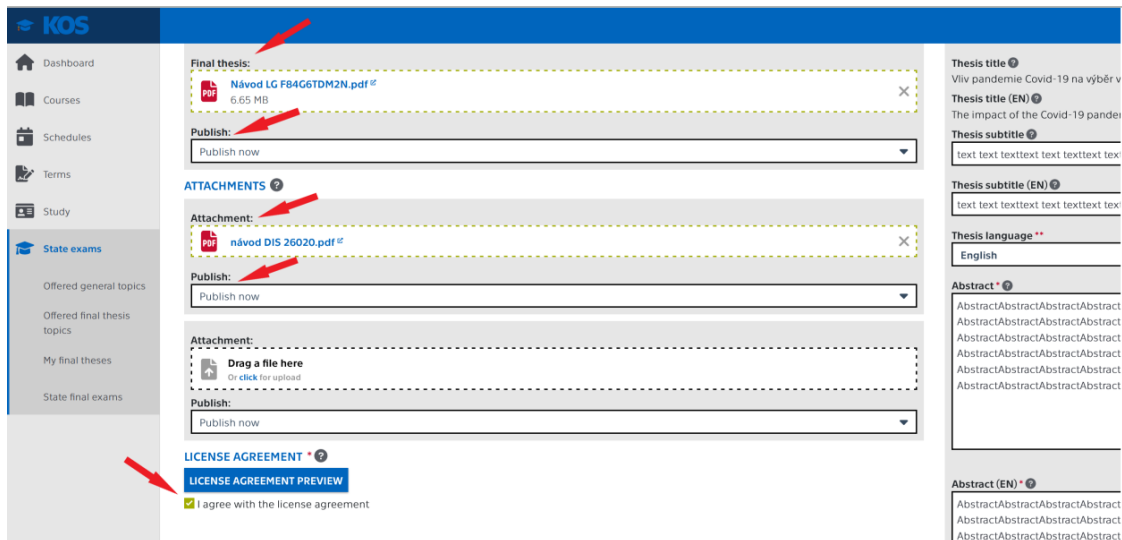 KOS
Dashboard
Courses
Schedules
Terms
Study
State exams
Offered general topics
Offered final thesis
topics
My final theses
State final exams
Final thesis:
PDF
Návod LG F84G6TDM2N.pdf
6.65 MB
Publish:
Publish now
ATTACHMENTS ?
Attachment:
PDF
návod DIS 26020.pdf
Publish:
Publish now
Attachment:
Drag a file here
Or click for upload
Publish:
Publish now
LICENSE AGREEMENT * ?
LICENSE AGREEMENT PREVIEW
I agree with the license agreement
Thesis title ?
Vliv pandemie Covid-19 na výběr v
Thesis title (EN) ?
The impact of the Covid-19 pander
Thesis subtitle ?
text text texttext text texttext tex
Thesis subtitle (EN) ?
text text texttext text texttext tex
Thesis language **
English
Abstract * ?
AbstractAbstractAbstractAbstract
AbstractAbstractAbstractAbstract
AbstractAbstractAbstractAbstract
AbstractAbstractAbstractAbstract
AbstractAbstractAbstractAbstract
AbstractAbstractAbstractAbstract
Abstract (EN) * ?
AbstractAbstractAbstractAbstract
AbstractAbstractAbstractAbstract
AbstractAbstractAbstractAbstract